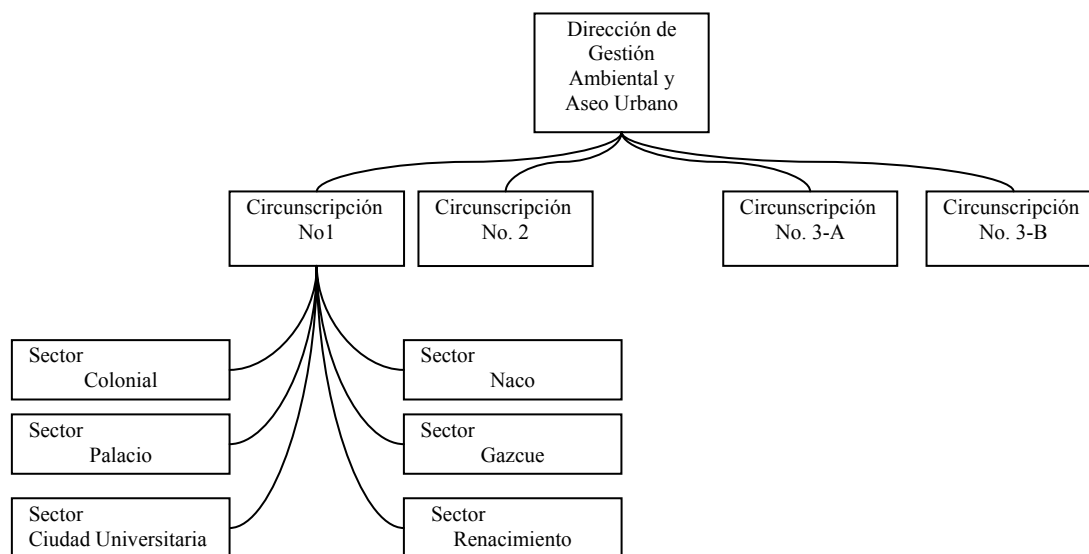 Dirección de
Gestión
Ambiental y
Aseo Urbano
Circunscripción
No1
Circunscripción
No. 2
Circunscripción
No. 3-A
Circunscripción
No. 3-B
Sector
Colonial
Sector
Naco
Sector
Palacio
Sector
Gazcue
Sector
Ciudad Universitaria
Sector
Renacimiento